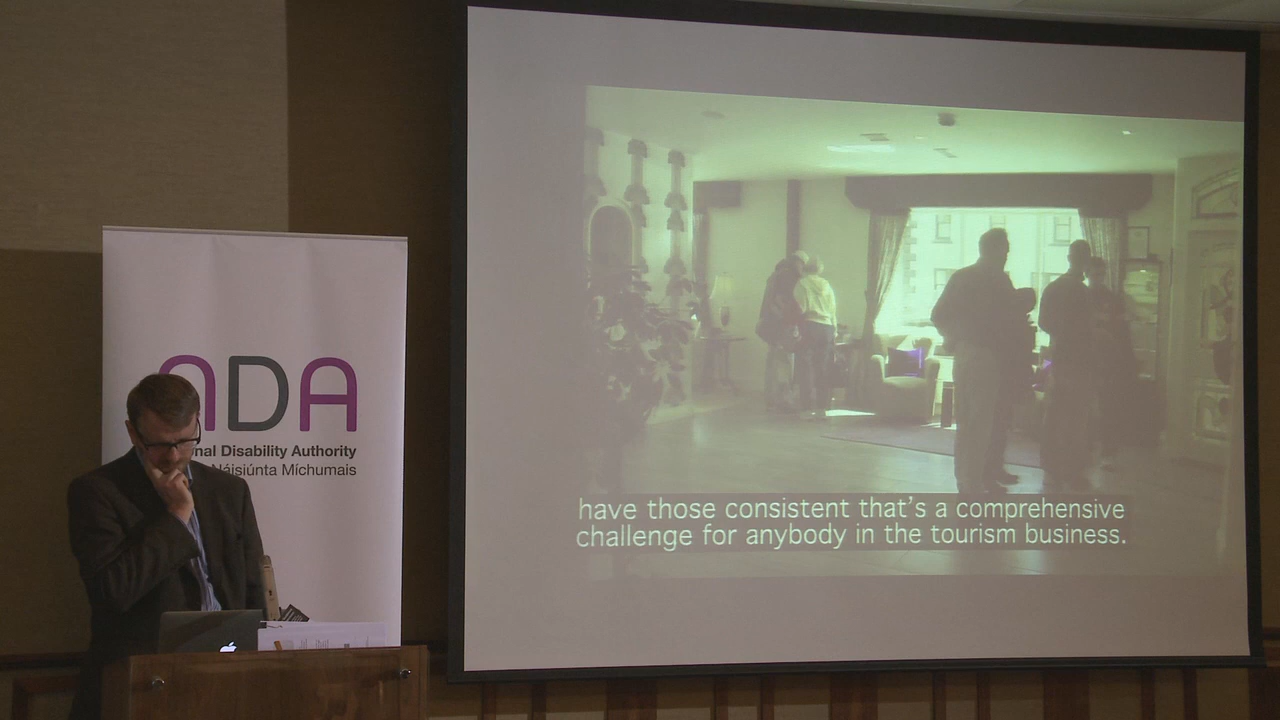 NDA
nal Disability Authority
Náisiúnta Míchumais
have those consistent that's a comprehensive
challenge for anybody in the tourism business.